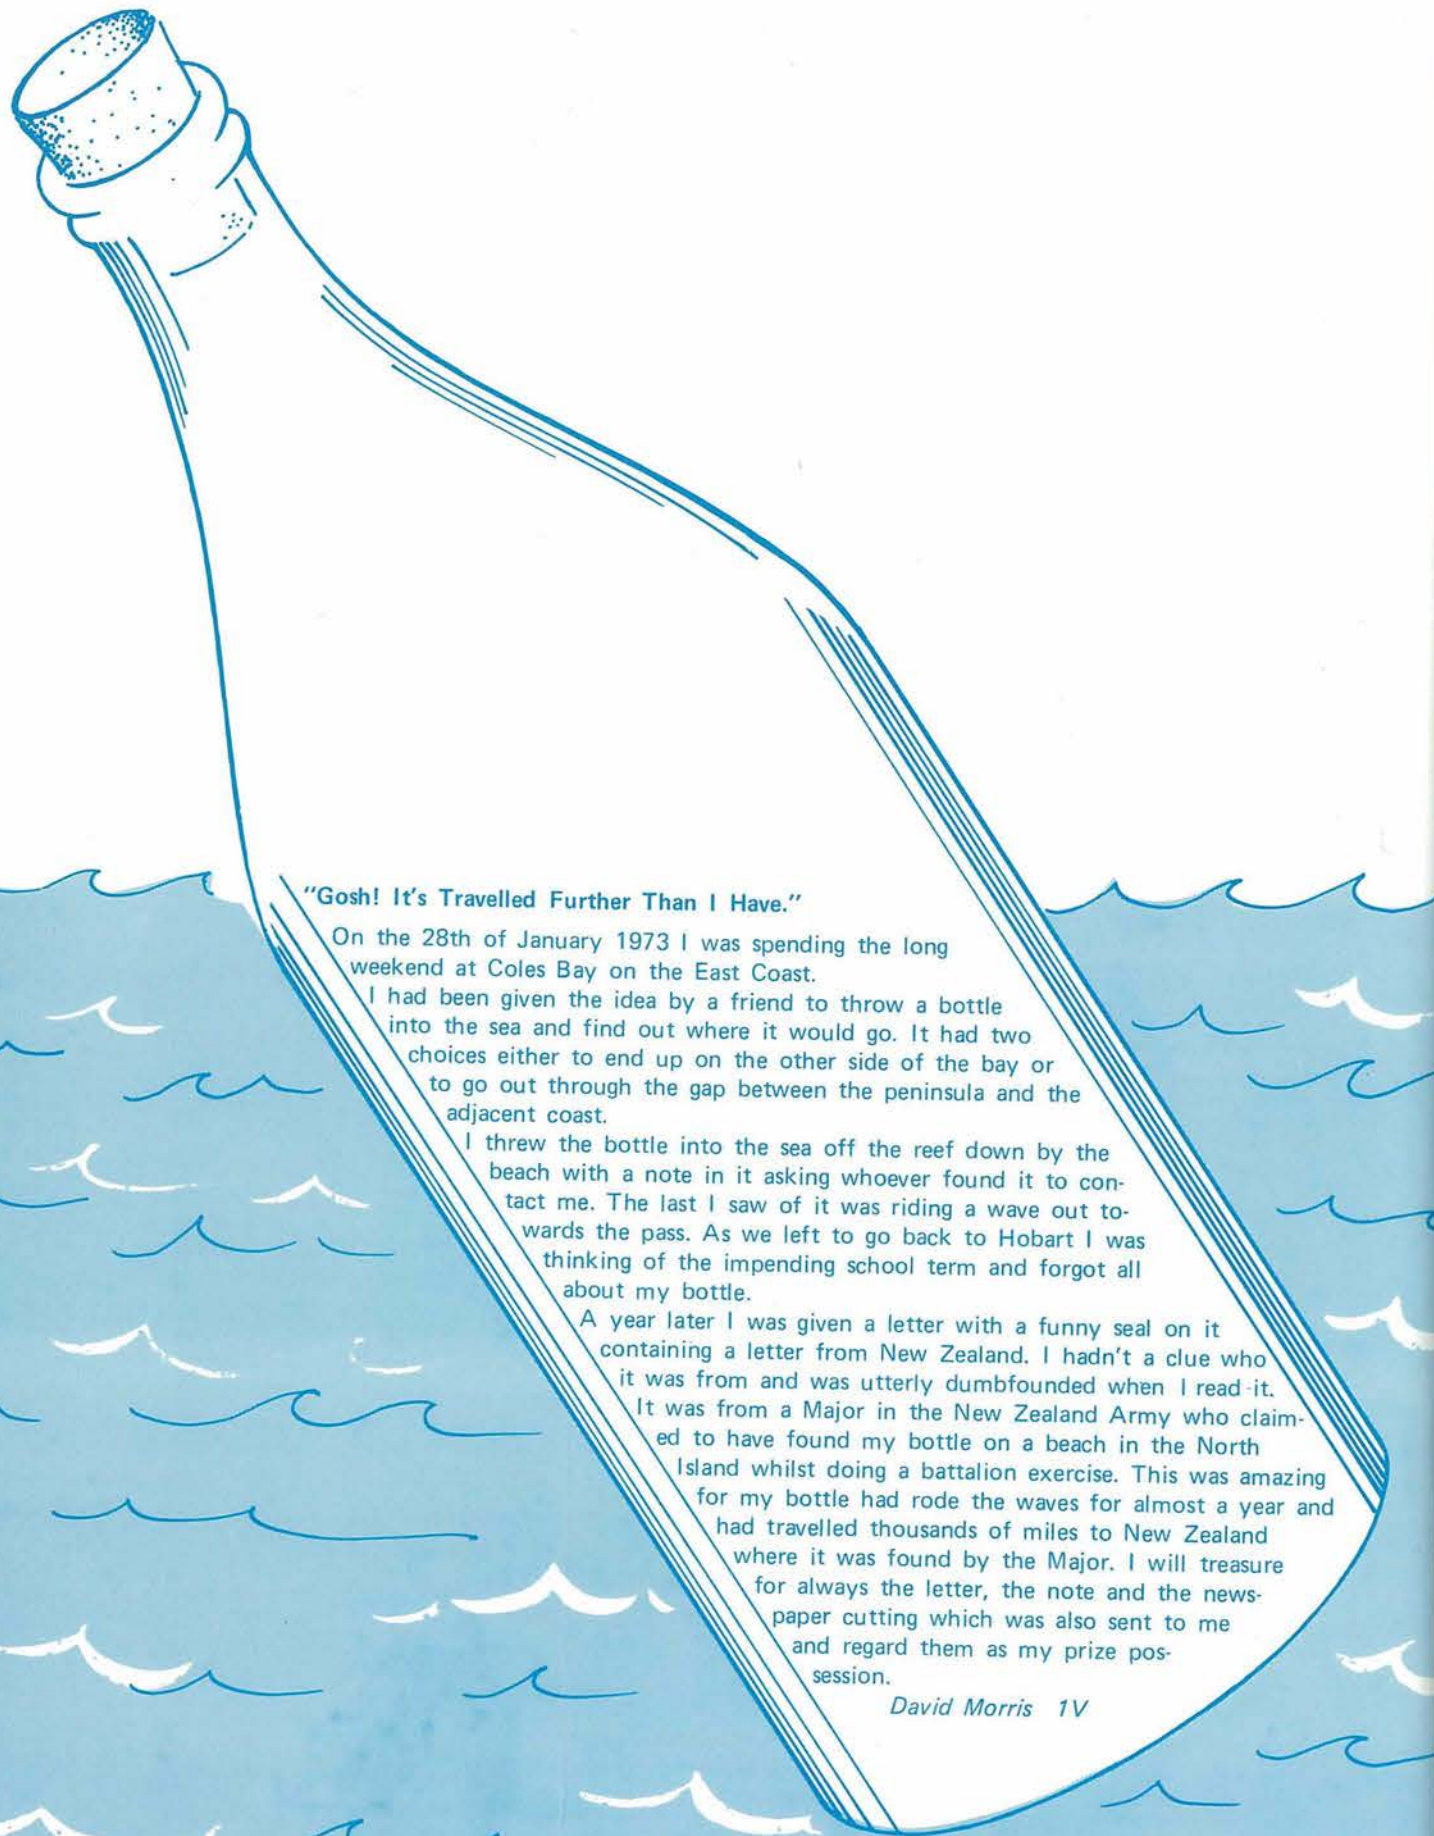 "Gosh! It's Travelled Further Than I Have."
On the 28th of January 1973 I was spending the long
weekend at Coles Bay on the East Coast.
I had been given the idea by a friend to throw a bottle
into the sea and find out where it would go. It had two
choices either to end up on the other side of the bay or
to go out through the gap between the peninsula and the
adjacent coast.
I threw the bottle into the sea off the reef down by the
beach with a note in it asking whoever found it to con-
tact me. The last I saw of it was riding a wave out to-
wards the pass. As we left to go back to Hobart I was
thinking of the impending school term and forgot all
about my bottle.
A year later I was given a letter with a funny seal on it
containing a letter from New Zealand. I hadn't a clue who
it was from and was utterly dumbfounded when I read it.
It was from a Major in the New Zealand Army who claim-
ed to have found my bottle on a beach in the North
Island whilst doing a battalion exercise. This was amazing
for my bottle had rode the waves for almost a year and
had travelled thousands of miles to New Zealand
where it was found by the Major. I will treasure
for always the letter, the note and the news-
paper cutting which was also sent to me
and regard them as my prize pos-
session.
David Morris 1V